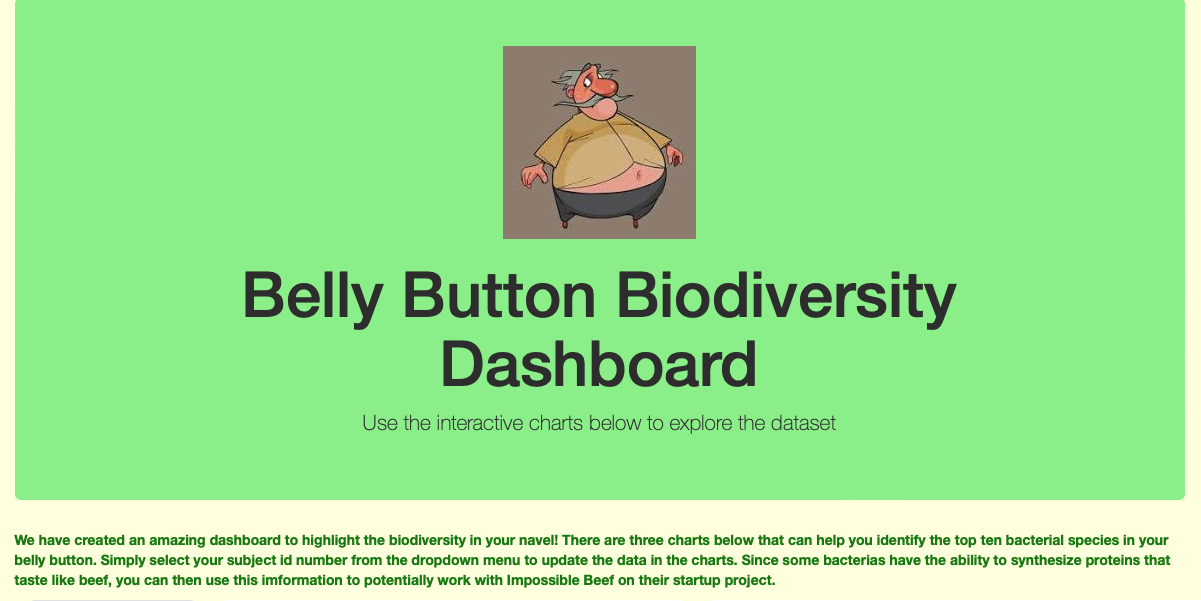 Belly Button Biodiversity
Dashboard
Use the interactive charts below to explore the dataset
We have created an amazing dashboard to highlight the biodiversity in your navel! There are three charts below that can help you identify the top ten bacterial species in your
belly button. Simply select your subject id number from the dropdown menu to update the data in the charts. Since some bacterias have the ability to synthesize proteins that
taste like beef, you can then use this imformation to potentially work with Impossible Beef on their startup project.